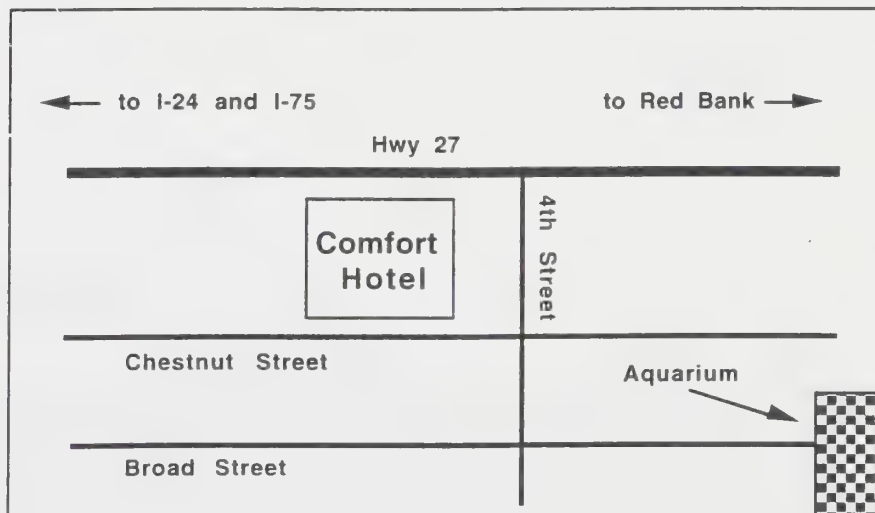 to I-24 and I-75
to Red Bank
Hwy 27
4th Street
Comfort
Hotel
Chestnut Street
Aquarium
Broad Street